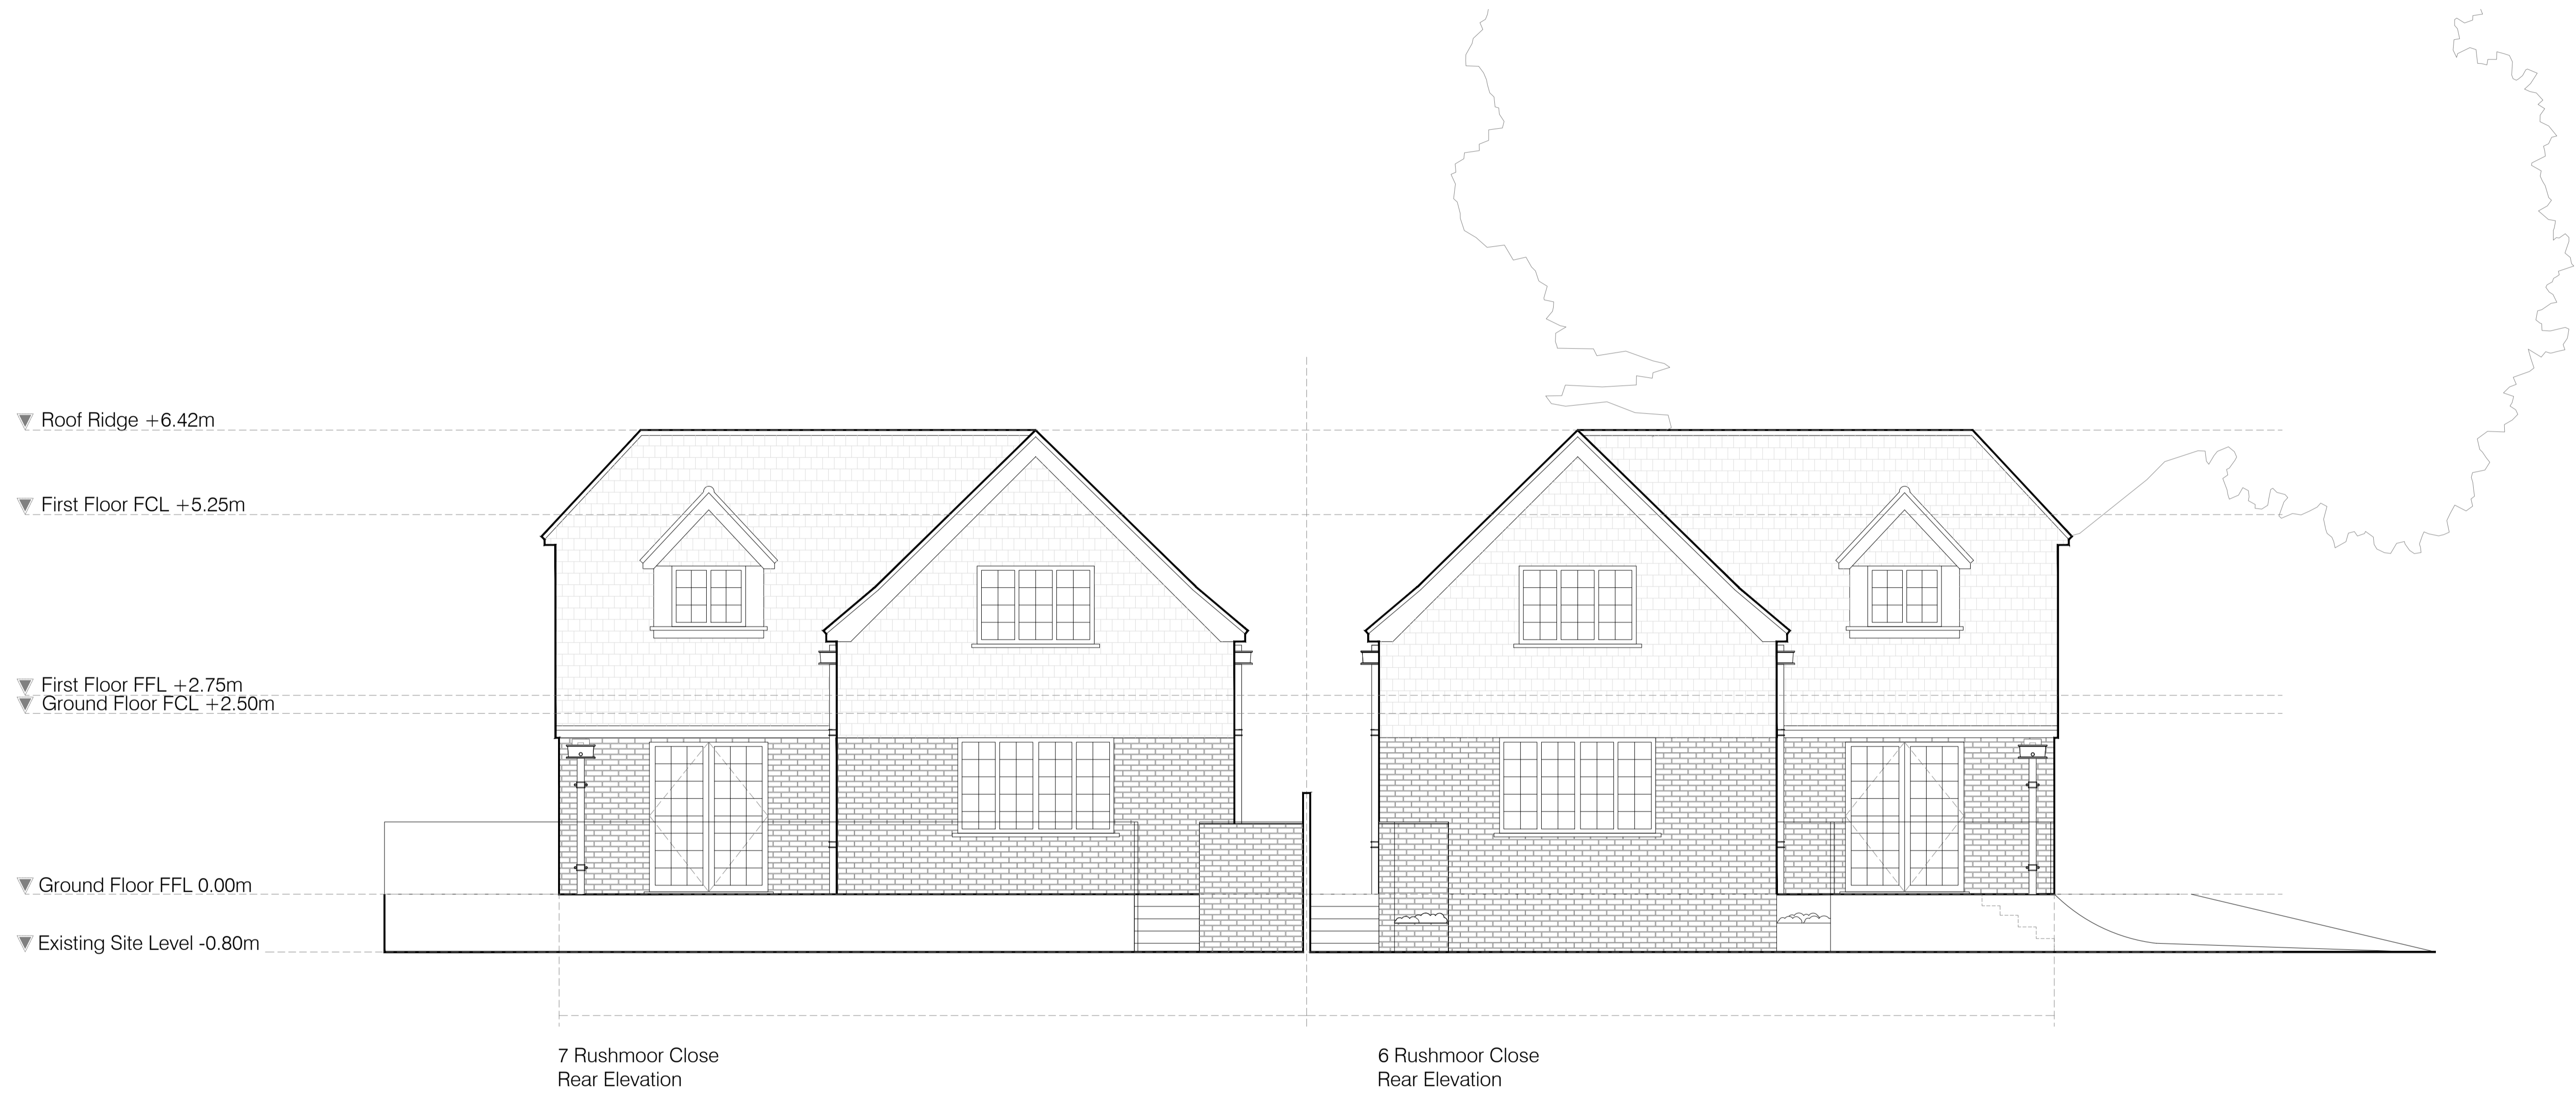 Roof Ridge +6.42m
First Floor FCL +5.25m
First Floor FFL +2.75m
Ground Floor FCL +2.50m
Ground Floor FFL 0.00m
Existing Site Level -0.80m
7 Rushmoor Close
Rear Elevation
6 Rushmoor Close
Rear Elevation